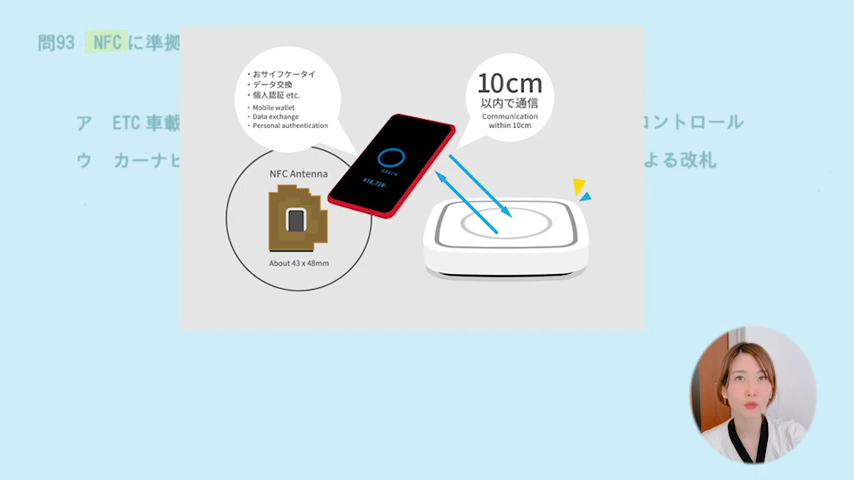 問93 NFCに準拠
・おサイフケータイ
・データ交換
・個人認証 etc.
・Mobile wallet
・Data exchange
・Personal authentication
10cm
以内で通信
Communication
within 10cm
ア ETC車載
コントロール
ウ カーナビ
よる改札
NFC Antenna
About 43 x 48mm